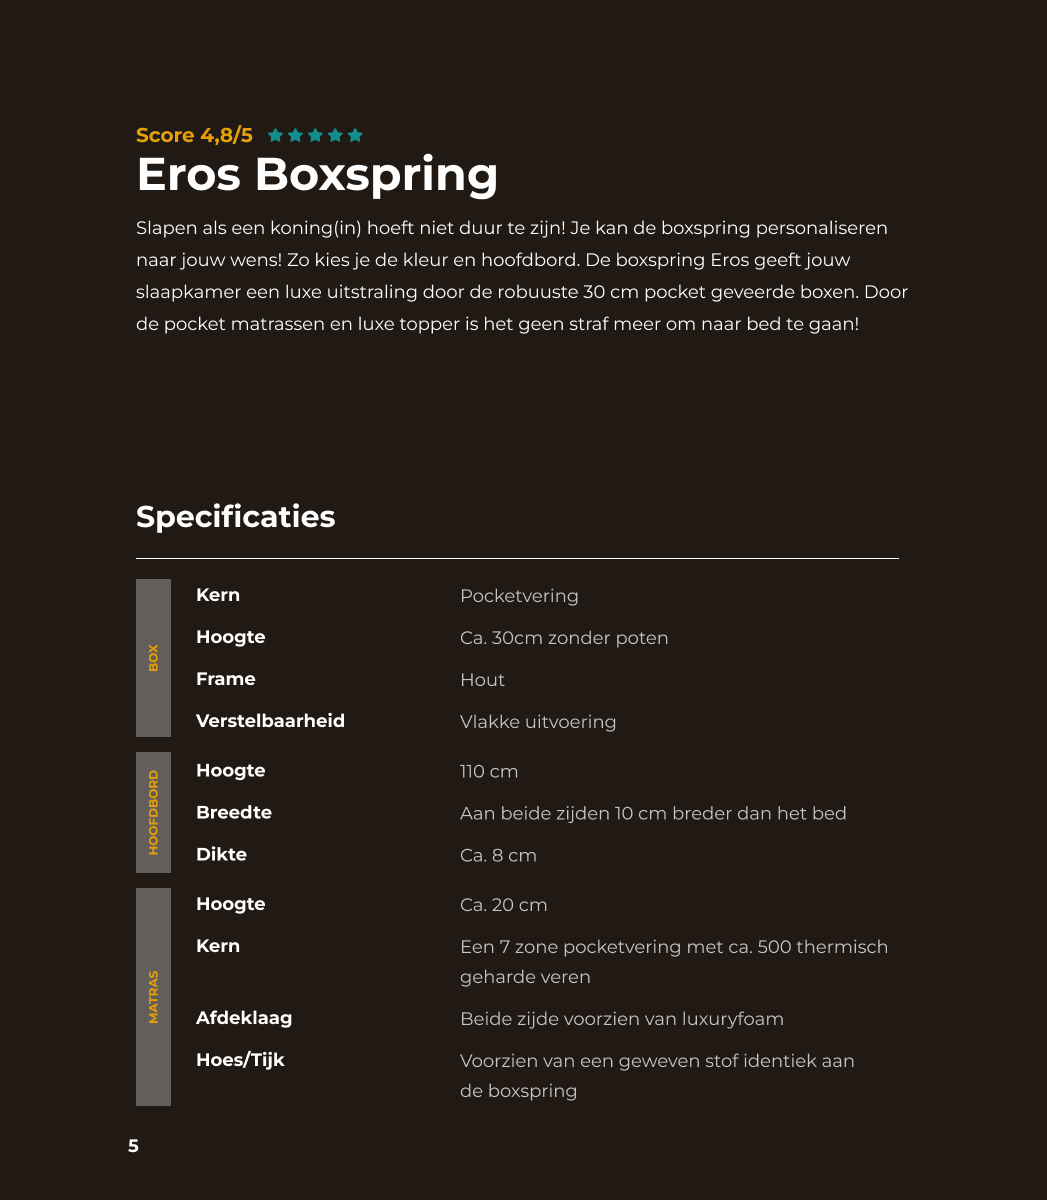 Score 4,8/5
Eros Boxspring
Slapen als een koning(in) hoeft niet duur te zijn! Je kan de boxspring personaliseren
naar jouw wens! Zo kies je de kleur en hoofdbord. De boxspring Eros geeft jouw
slaapkamer een luxe uitstraling door de robuuste 30 cm pocket geveerde boxen. Door
de pocket matrassen en luxe topper is het geen straf meer om naar bed te gaan!
Specificaties
BOX
Kern Pocketvering
Hoogte Ca. 30cm zonder poten
Frame Hout
Verstelbaarheid Vlakke uitvoering
HOOFDBORD
Hoogte 110 cm
Breedte Aan beide zijden 10 cm breder dan het bed
Dikte Ca. 8 cm
MATRAS
Hoogte Ca. 20 cm
Kern Een 7 zone pocketvering met ca. 500 thermisch
geharde veren
Afdeklaag Beide zijde voorzien van luxuryfoam
Hoes/Tijk Voorzien van een geweven stof identiek aan
de boxspring
5